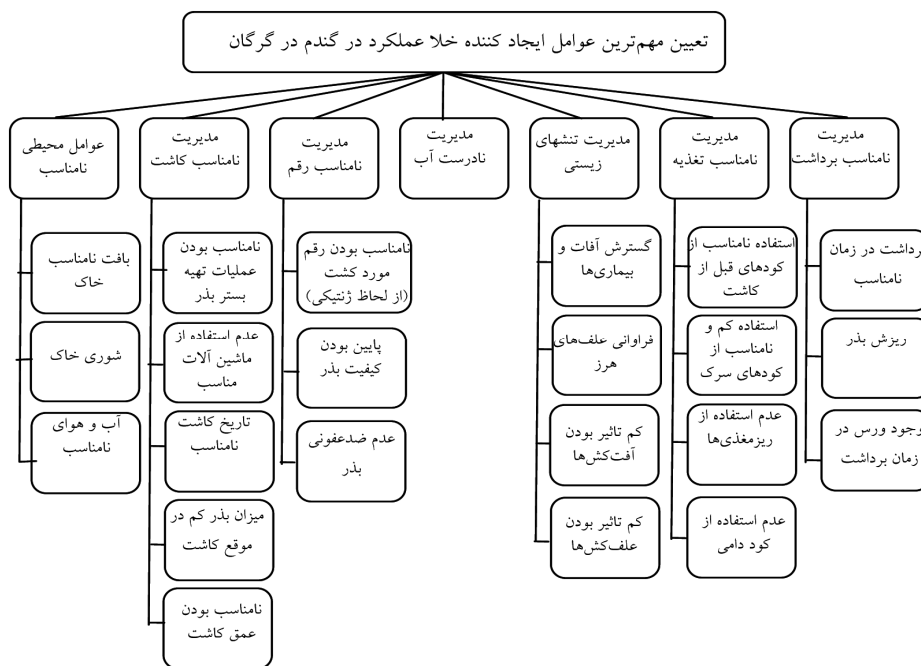 تعیین مهم‌ترین عوامل ایجاد کننده خلا عملکرد در گندم در گرگان
مدیریت
نامناسب برداشت
برداشت در زمان
نامناسب
ریزش بذر
وجود ورس در
زمان برداشت
مدیریت
نامناسب تغذیه
استفاده نامناسب از
کودهای قبل از
کاشت
استفاده کم و
نامناسب از
کودهای سرک
عدم استفاده از
ریزمغذی‌ها
عدم استفاده از
کود دامی
مدیریت تنشهای
زیستی
گسترش آفات و
بیماری‌ها
فراوانی علف‌های
هرز
کم تاثیر بودن
آفت‌کش‌ها
کم تاثیر بودن
علف‌کش‌ها
مدیریت
نادرست آب
مدیریت
نامناسب رقم
نامناسب بودن رقم
مورد کشت
(از لحاظ ژنتیکی)
پایین بودن
کیفیت بذر
عدم ضدعفونی
بذر
مدیریت
نامناسب کاشت
نامناسب بودن
عملیات تهیه
بستر بذر
عدم استفاده از
ماشین آلات
مناسب
تاریخ کاشت
نامناسب
میزان بذر کم در
موقع کاشت
نامناسب بودن
عمق کاشت
عوامل محیطی
نامناسب
بافت نامناسب
خاک
شوری خاک
آب و هوای
نامناسب